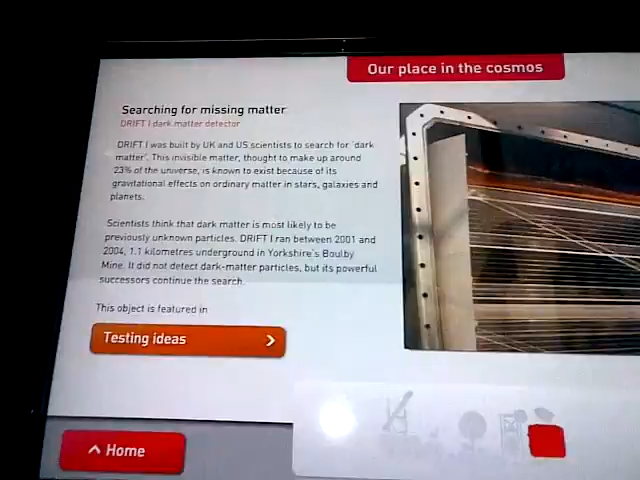 Our place in the cosmos
Searching for missing matter
DRIFT I dark matter detector
DRIFT I was built by UK and US scientists to search for 'dark
matter'. This invisible matter, thought to make up around
23% of the universe, is known to exist because of its
gravitational effects on ordinary matter in stars, galaxies and
planets.
Scientists think that dark matter is most likely to be
previously unknown particles. DRIFT I ran between 2001 and
2004, 1.1 kilometres underground in Yorkshire's Boulby
Mine. It did not detect dark-matter particles, but its powerful
successors continue the search.
This object is featured in
Testing ideas
Home